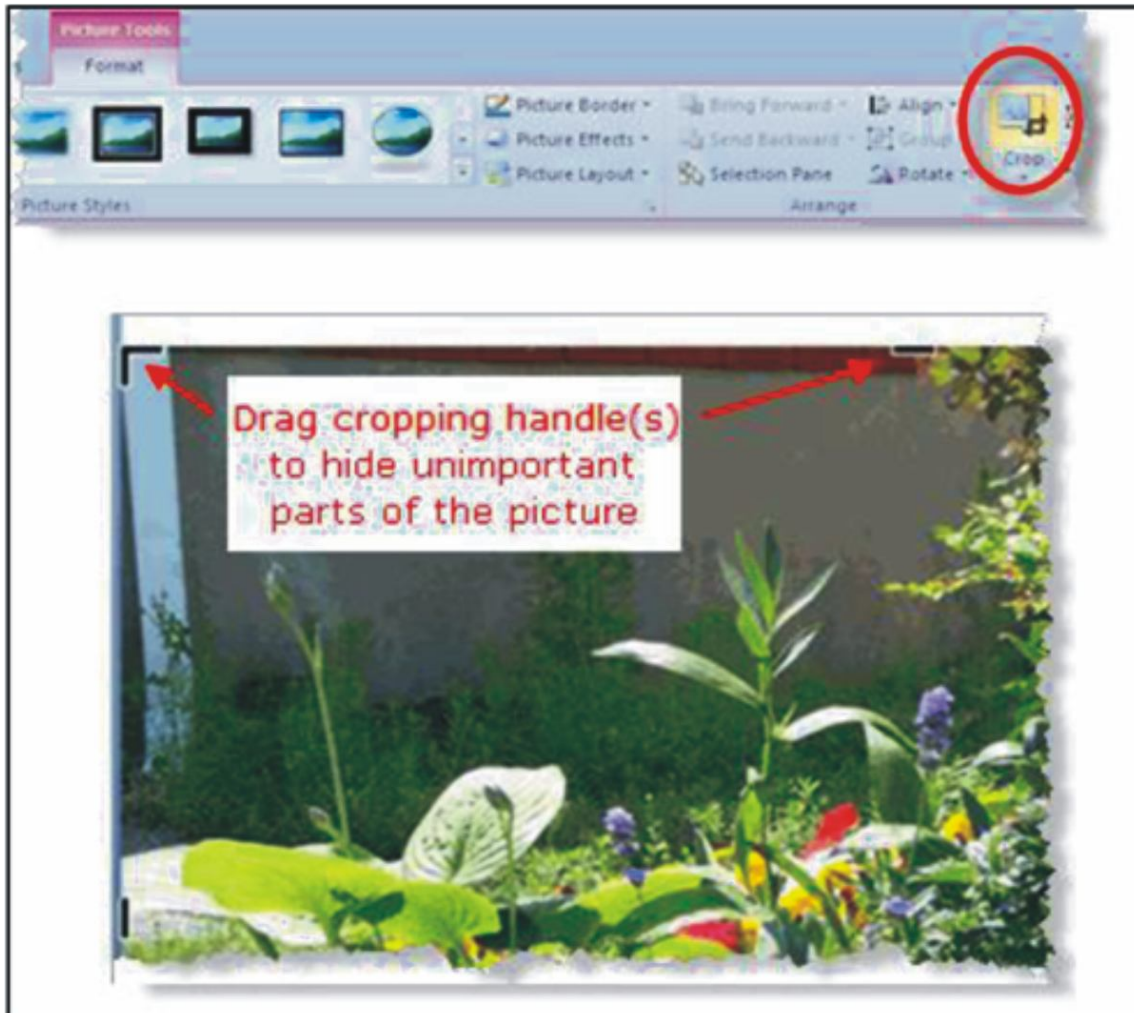 Picture Tools
Format
Picture Border
Bring Forward
Align
Picture Effects
Send Backward
Group
Crop
Picture Layout
Selection Pane
Rotate
Picture Styles
Arrange
Drag cropping handle(s)
to hide unimportant
parts of the picture